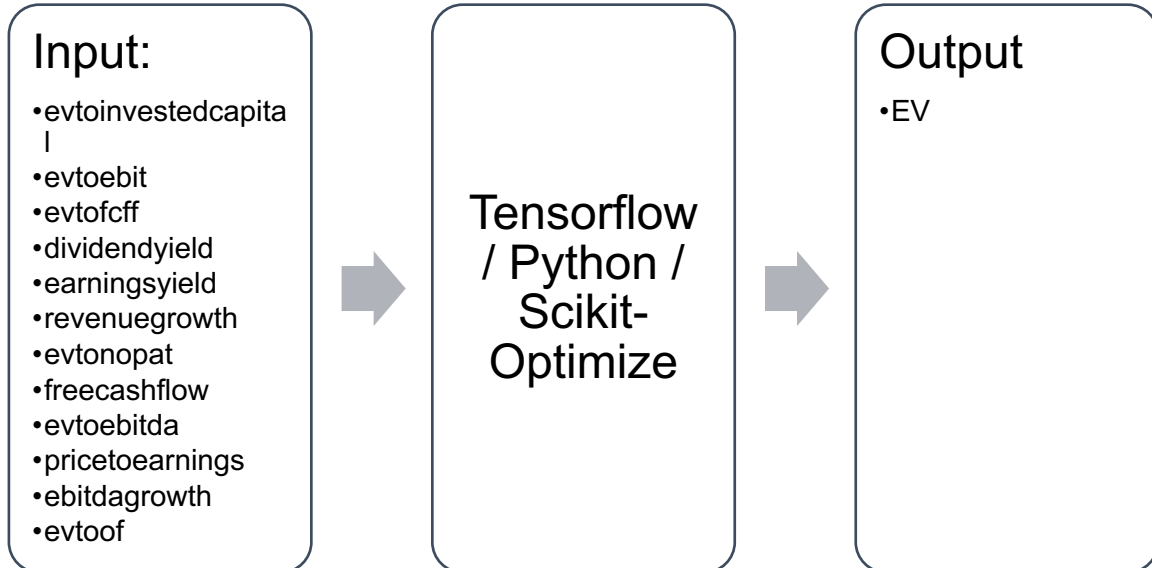 Input:
•evtoinvestedcapita
l
•evtoebit
•evtofcff
•dividendyield
•earningsyield
•revenuegrowth
•evtonopat
•freecashflow
•evtoebitda
•pricetoearnings
•ebitdagrowth
•evtoof
Tensorflow
/ Python /
Scikit-
Optimize
Output
•EV